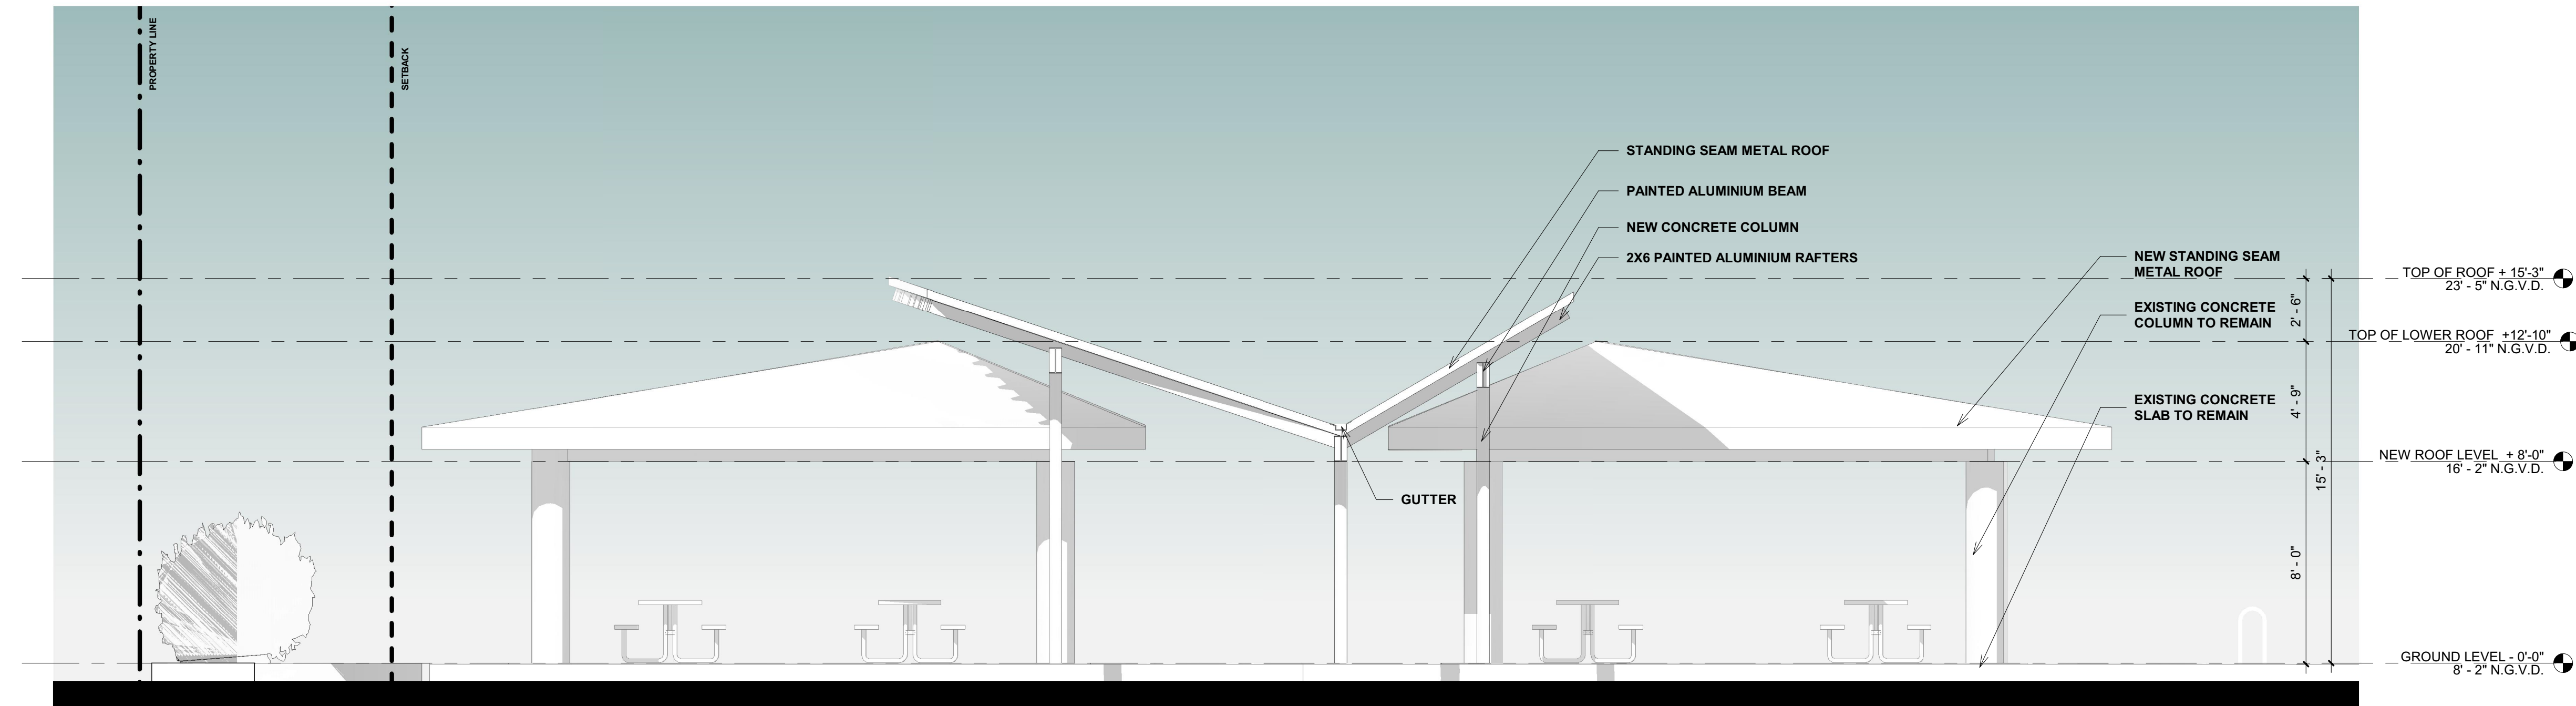 PROPERTY LINE
SETBACK
STANDING SEAM METAL ROOF
PAINTED ALUMINIUM BEAM
NEW CONCRETE COLUMN
2X6 PAINTED ALUMINIUM RAFTERS
GUTTER
NEW STANDING SEAM
METAL ROOF
EXISTING CONCRETE
COLUMN TO REMAIN
EXISTING CONCRETE
SLAB TO REMAIN
2' - 6"
4' - 9"
8' - 0"
15' - 3"
TOP OF ROOF + 15'-3"
23' - 5" N.G.V.D.
TOP OF LOWER ROOF +12'-10"
20' - 11" N.G.V.D.
NEW ROOF LEVEL + 8'-0"
16' - 2" N.G.V.D.
GROUND LEVEL - 0'-0"
8' - 2" N.G.V.D.